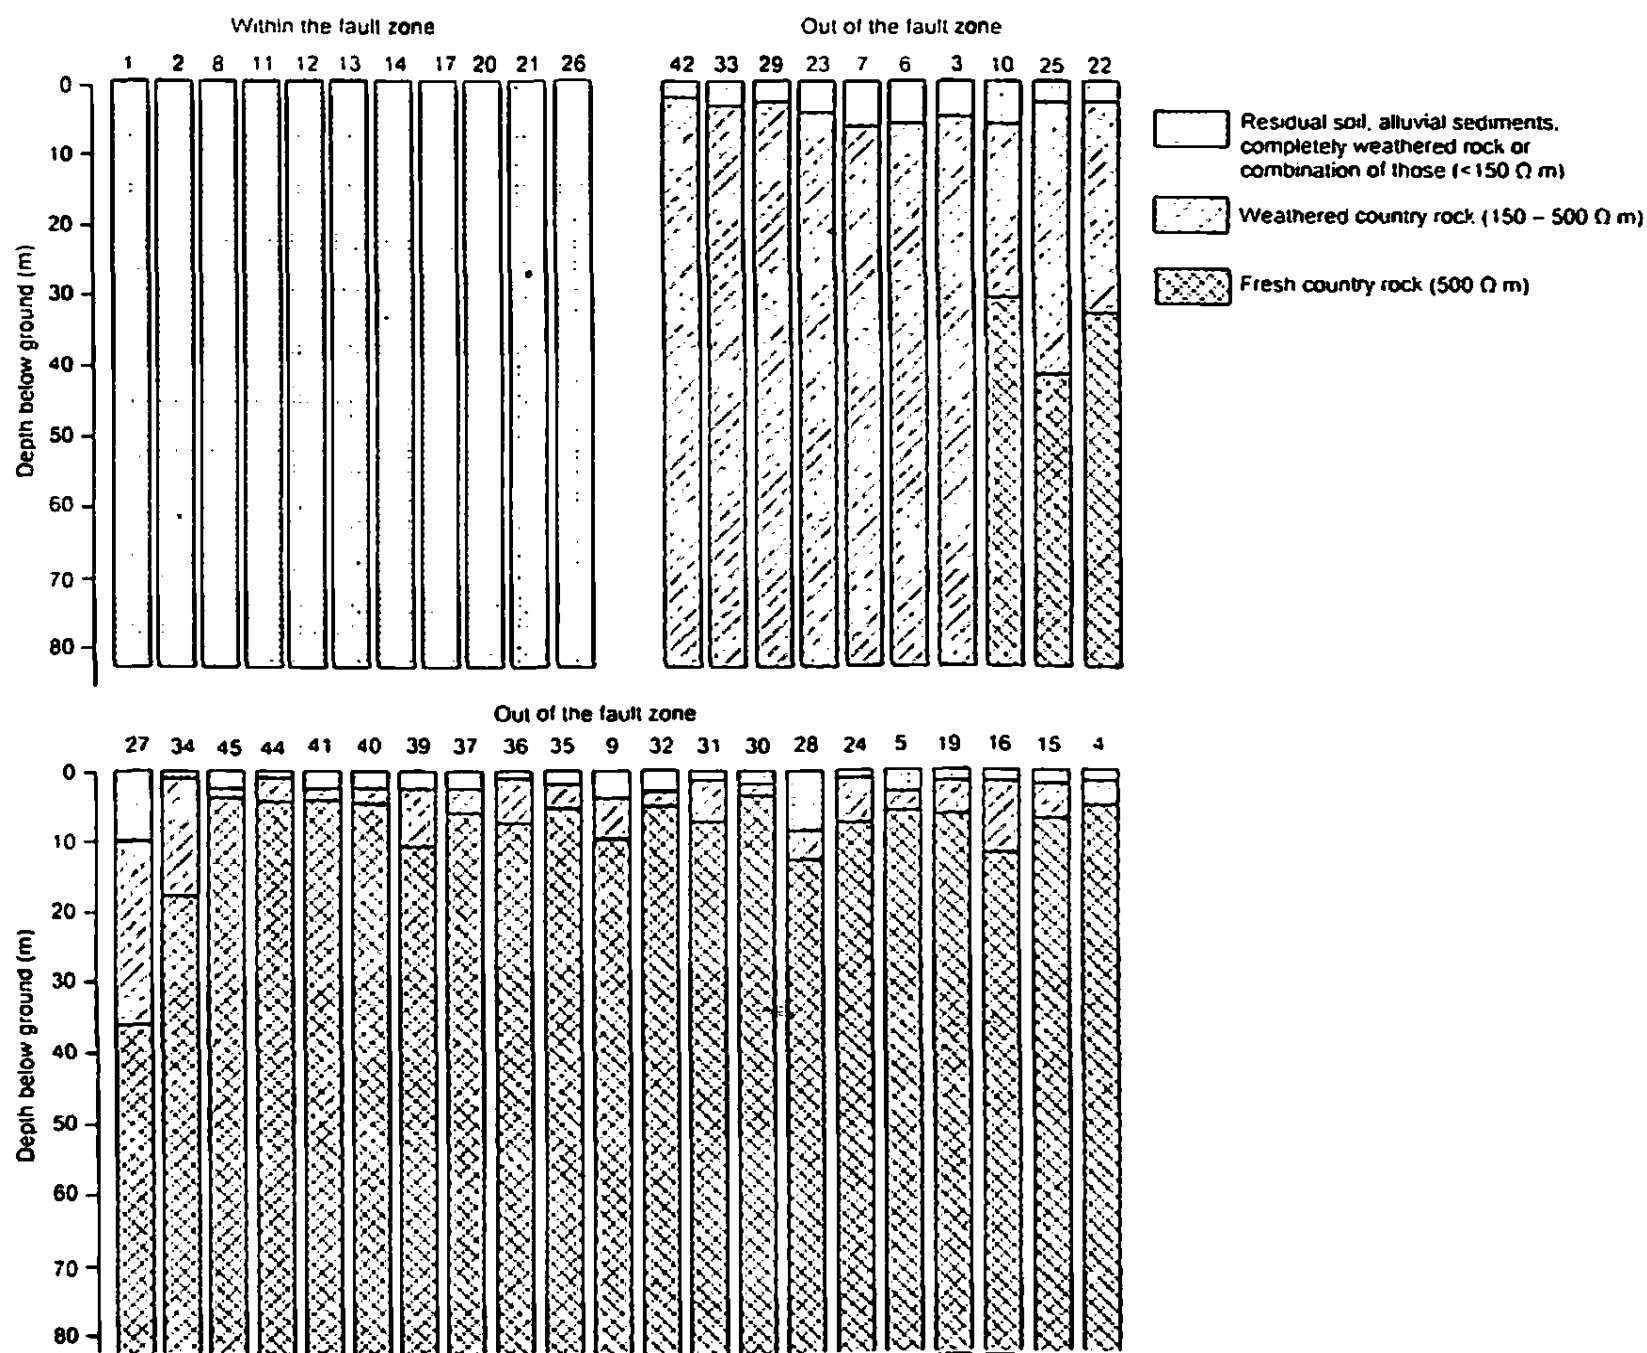 Within the fault zone
Out of the fault zone
1 2 8 11 12 13 14 17 20 21 26
42 33 29 23 7 6 3 10 25 22
0
10
20
30
40
50
60
70
80
Depth below ground (m)
Residual soil, alluvial sediments,
completely weathered rock or
combination of those (<150 Ω m)
Weathered country rock (150 – 500 Ω m)
Fresh country rock (500 Ω m)
Out of the fault zone
27 34 45 44 41 40 39 37 36 35 9 32 31 30 28 24 5 19 16 15 4
0
10
20
30
40
50
60
70
80
Depth below ground (m)